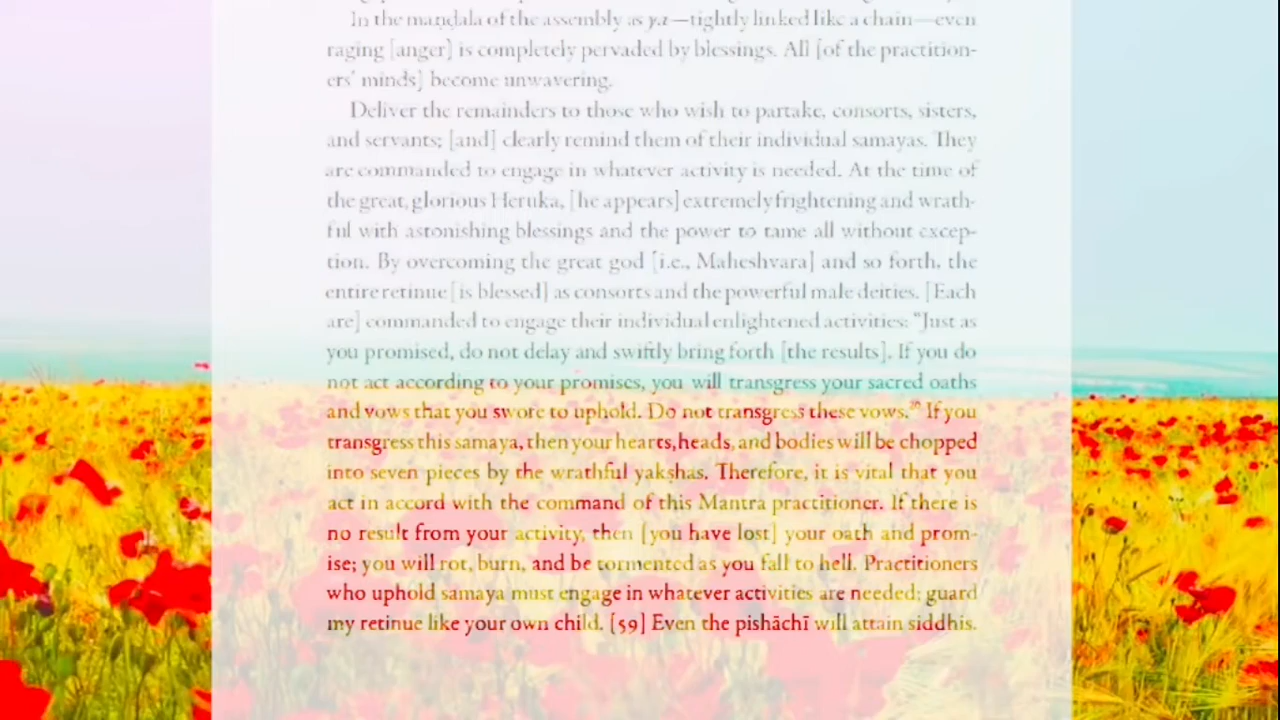 In the maṇḍala of the assembly as yz—tightly linked like a chain—even
raging [anger] is completely pervaded by blessings. All [of the practition-
ers' minds] become unwavering.
Deliver the remainders to those who wish to partake, consorts, sisters,
and servants; [and] clearly remind them of their individual samayas. They
are commanded to engage in whatever activity is needed. At the time of
the great, glorious Heruka, [he appears] extremely frightening and wrath-
ful with astonishing blessings and the power to tame all without excep-
tion. By overcoming the great god [i.e., Maheshvara] and so forth, the
entire retinue [is blessed] as consorts and the powerful male deities. [Each
are] commanded to engage their individual enlightened activities: “Just as
you promised, do not delay and swiftly bring forth [the results]. If you do
not act according to your promises, you will transgress your sacred oaths
and vows that you swore to uphold. Do not transgress these vows.” If you
transgress this samaya, then your hearts, heads, and bodies will be chopped
into seven pieces by the wrathful yakṣhas. Therefore, it is vital that you
act in accord with the command of this Mantra practitioner. If there is
no result from your activity, then [you have lost] your oath and prom-
ise; you will rot, burn, and be tormented as you fall to hell. Practitioners
who uphold samaya must engage in whatever activities are needed; guard
my retinue like your own child. [59] Even the pishāchī will attain siddhis.